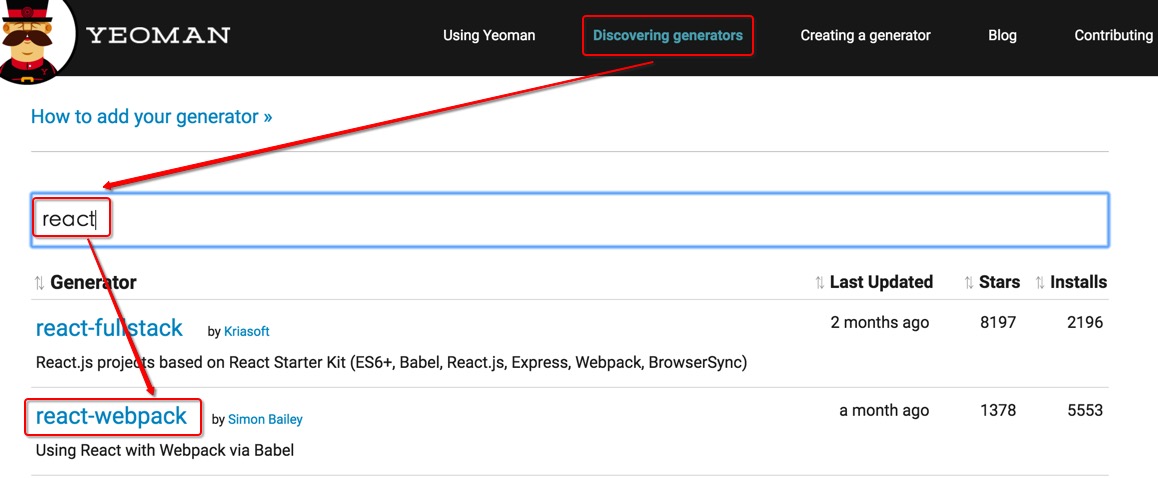 YEOMAN
Using Yeoman Discovering generators Creating a generator Blog Contributing
How to add your generator »
react
Generator Last Updated Stars Installs
react-fullstack by Kriasoft 2 months ago 8197 2196
React.js projects based on React Starter Kit (ES6+, Babel, React.js, Express, Webpack, BrowserSync)
react-webpack by Simon Bailey a month ago 1378 5553
Using React with Webpack via Babel